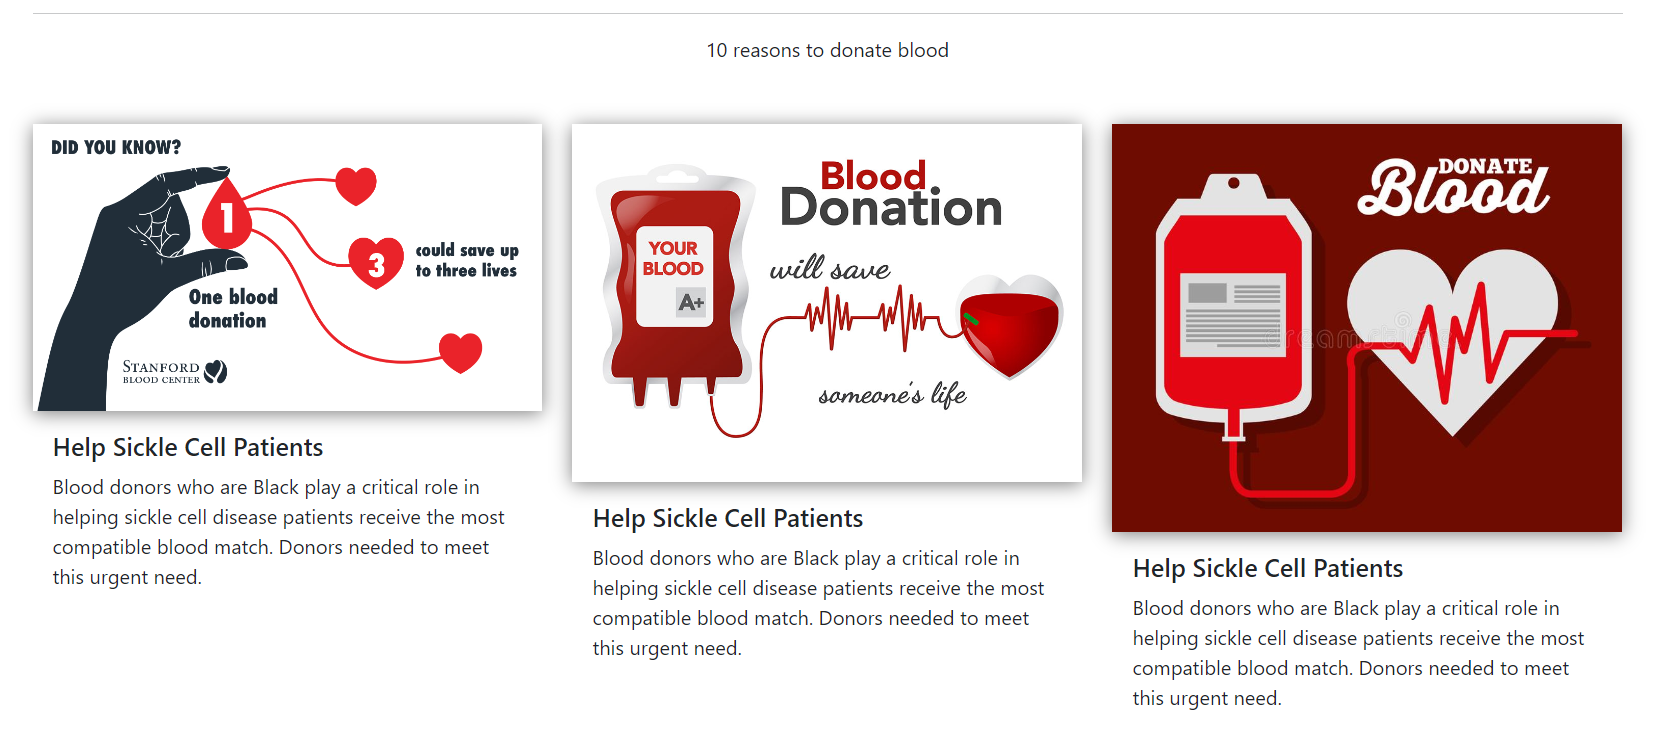 10 reasons to donate blood
DID YOU KNOW?
1
3
could save up
to three lives
One blood
donation
STANFORD
BLOOD CENTER
Help Sickle Cell Patients
Blood donors who are Black play a critical role in
helping sickle cell disease patients receive the most
compatible blood match. Donors needed to meet
this urgent need.
Blood
Donation
YOUR
BLOOD
A+
will save
someone's life
Help Sickle Cell Patients
Blood donors who are Black play a critical role in
helping sickle cell disease patients receive the most
compatible blood match. Donors needed to meet
this urgent need.
DONATE
Blood
dreamstime
Help Sickle Cell Patients
Blood donors who are Black play a critical role in
helping sickle cell disease patients receive the most
compatible blood match. Donors needed to meet
this urgent need.